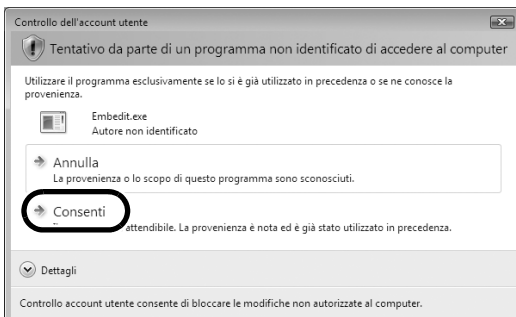 Controllo dell'account utente
Tentativo da parte di un programma non identificato di accedere al computer
Utilizzare il programma esclusivamente se lo si è già utilizzato in precedenza o se ne conosce la
provenienza.
Embedit.exe
Autore non identificato
Annulla
La provenienza o lo scopo di questo programma sono sconosciuti.
Consenti
attendibile. La provenienza è nota ed è già stato utilizzato in precedenza.
Dettagli
Controllo account utente consente di bloccare le modifiche non autorizzate al computer.